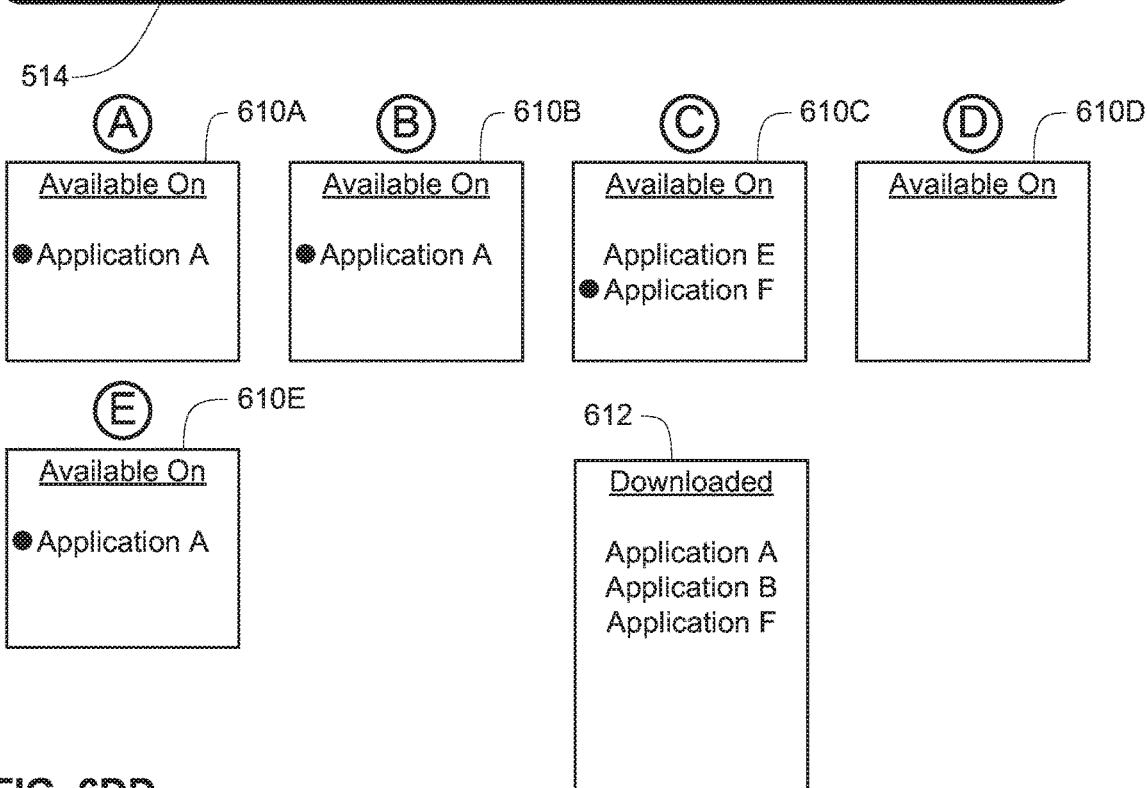 514
A 610A
B 610B
C 610C
D 610D
Available On
Application A
Available On
Application A
Available On
Application E
Application F
Available On
E 610E
Available On
Application A
612
Downloaded
Application A
Application B
Application F